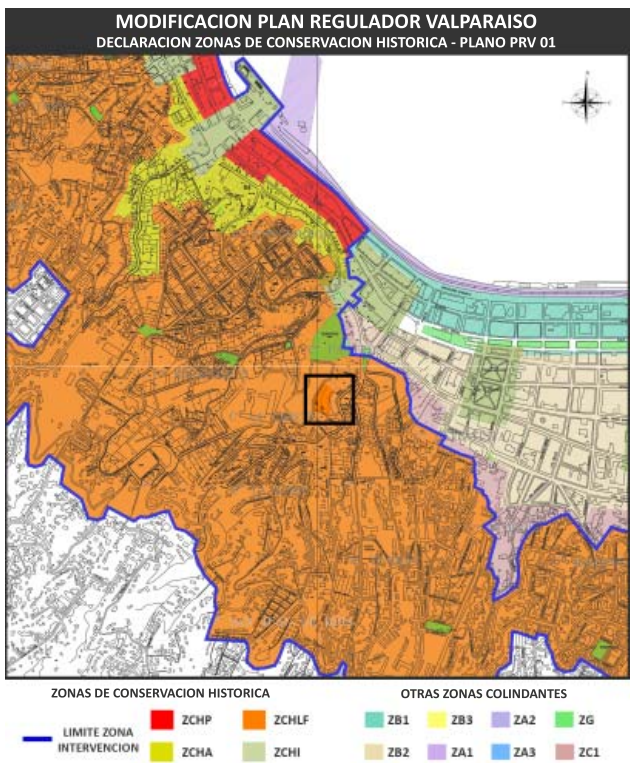 MODIFICACION PLAN REGULADOR VALPARAISO
DECLARACION ZONAS DE CONSERVACION HISTORICA - PLANO PRV 01
ZONAS DE CONSERVACION HISTORICA
OTRAS ZONAS COLINDANTES
LIMITE ZONA
INTERVENCION
ZCHP
ZCHLF
ZCHA
ZCHI
ZB1
ZB3
ZA2
ZG
ZB2
ZA1
ZA3
ZC1